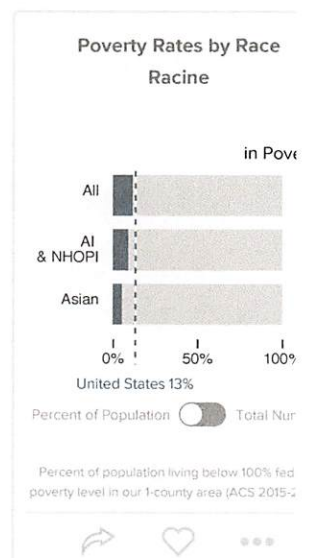 Poverty Rates by Race
Racine
in Pove
All
AI
& NHOPI
Asian
0% 50% 100%
United States 13%
Percent of Population Total Nur
Percent of population living below 100% fed
poverty level in our 1-county area (ACS 2015-2